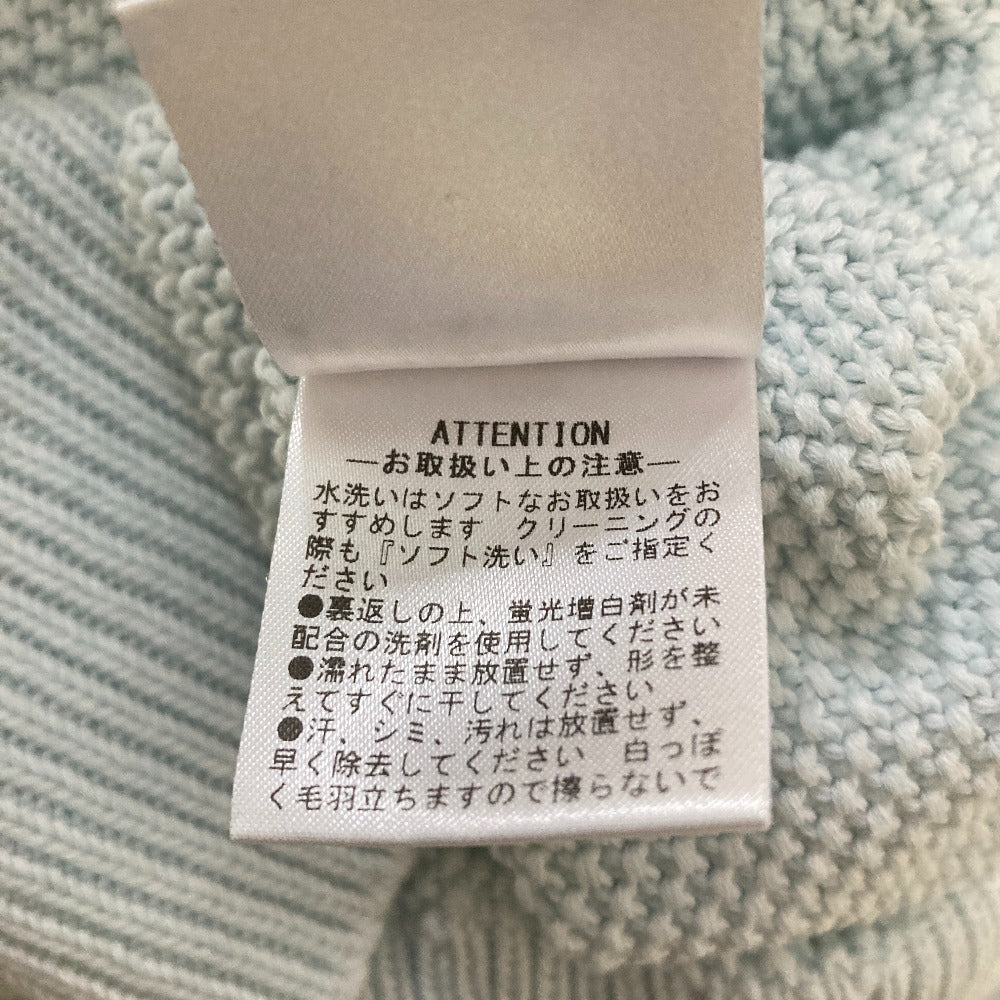 ATTENTION
―お取扱い上の注意―
水洗いはソフトなお取扱いをお
すすめします　クリーニングの
際も『ソフト洗い』をご指定く
ださい
●裏返しの上、蛍光増白剤が未
配合の洗剤を使用してください
●濡れたまま放置せず、形を整
えてすぐに干してください
●汗、シミ、汚れは放置せず、
早く除去してください　白っぽ
く毛羽立ちますので擦らないで